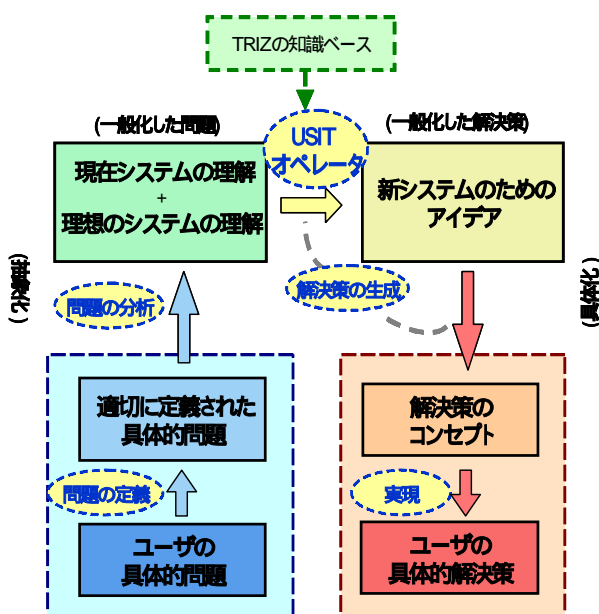 TRIZの知識ベース
(一般化した問題)
USIT
オペレータ
(一般化した解決策)
現在システムの理解
+
理想のシステムの理解
新システムのための
アイデア
(抽象化)
問題の分析
解決策の生成
(具体化)
適切に定義された
具体的問題
解決策の
コンセプト
問題の定義
実現
ユーザの
具体的問題
ユーザの
具体的解決策